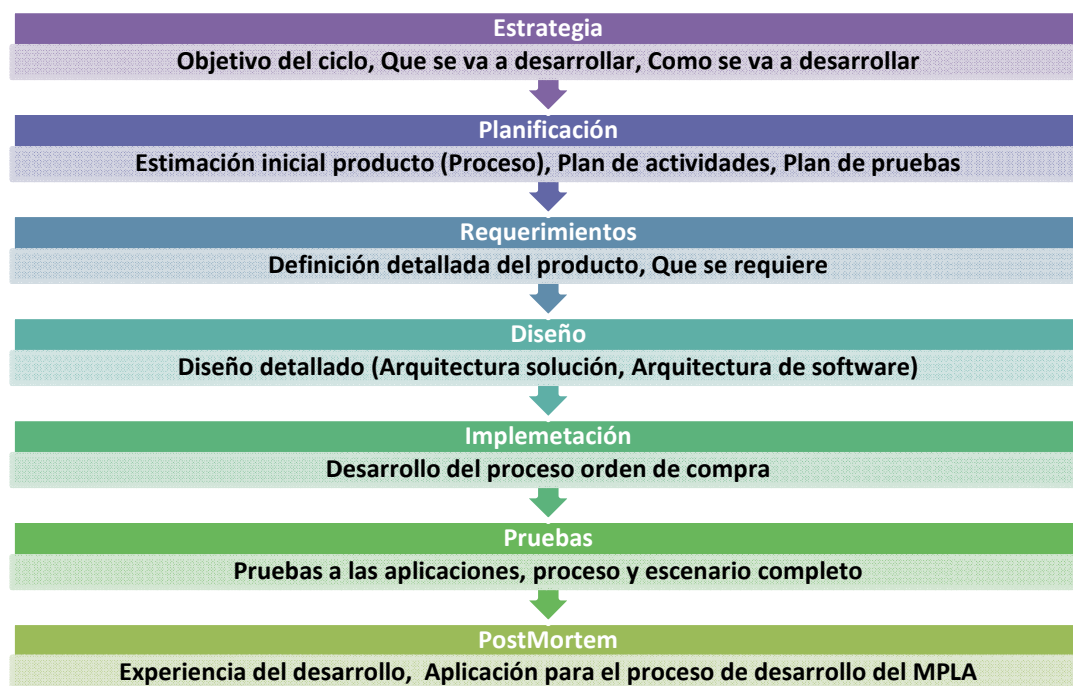 Estrategia
Objetivo del ciclo, Que se va a desarrollar, Como se va a desarrollar
Planificación
Estimación inicial producto (Proceso), Plan de actividades, Plan de pruebas
Requerimientos
Definición detallada del producto, Que se requiere
Diseño
Diseño detallado (Arquitectura solución, Arquitectura de software)
Implemetación
Desarrollo del proceso orden de compra
Pruebas
Pruebas a las aplicaciones, proceso y escenario completo
PostMortem
Experiencia del desarrollo, Aplicación para el proceso de desarrollo del MPLA